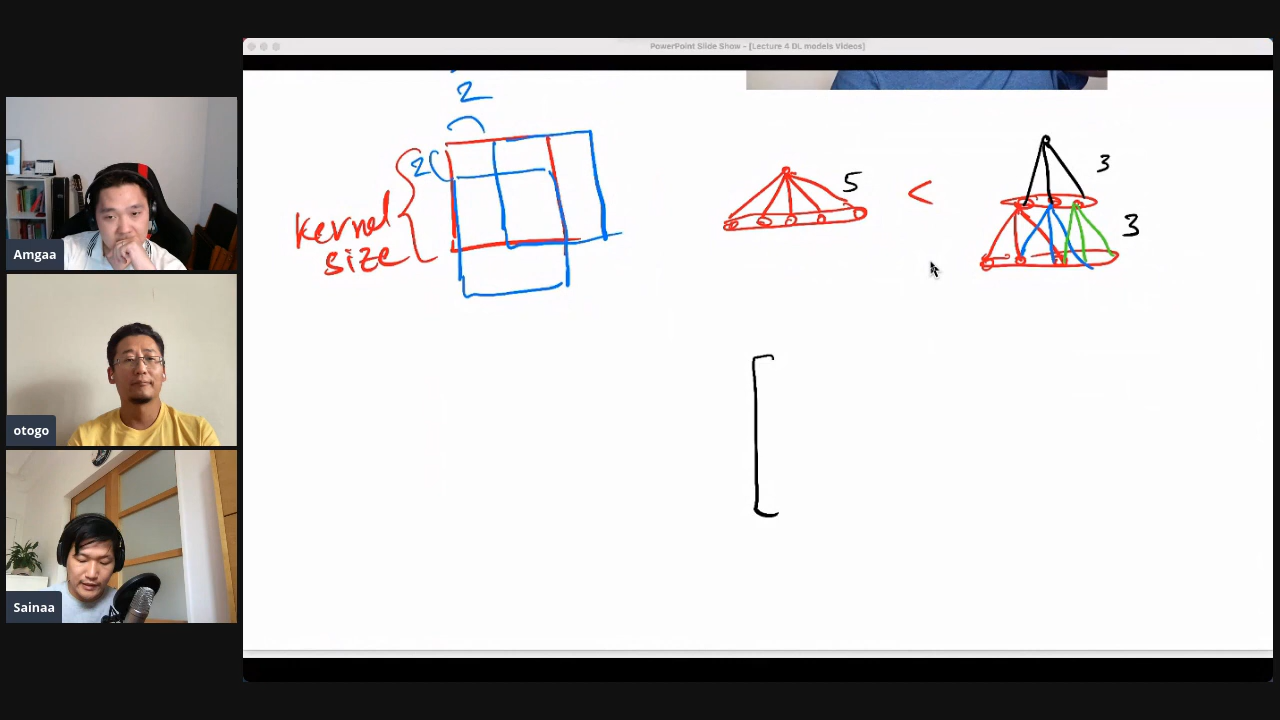 PowerPoint Slide Show - [Lecture 4 DL models Videos]
2
2
kernel
size
5
<
3
3
Amgaa
otogo
Sainaa